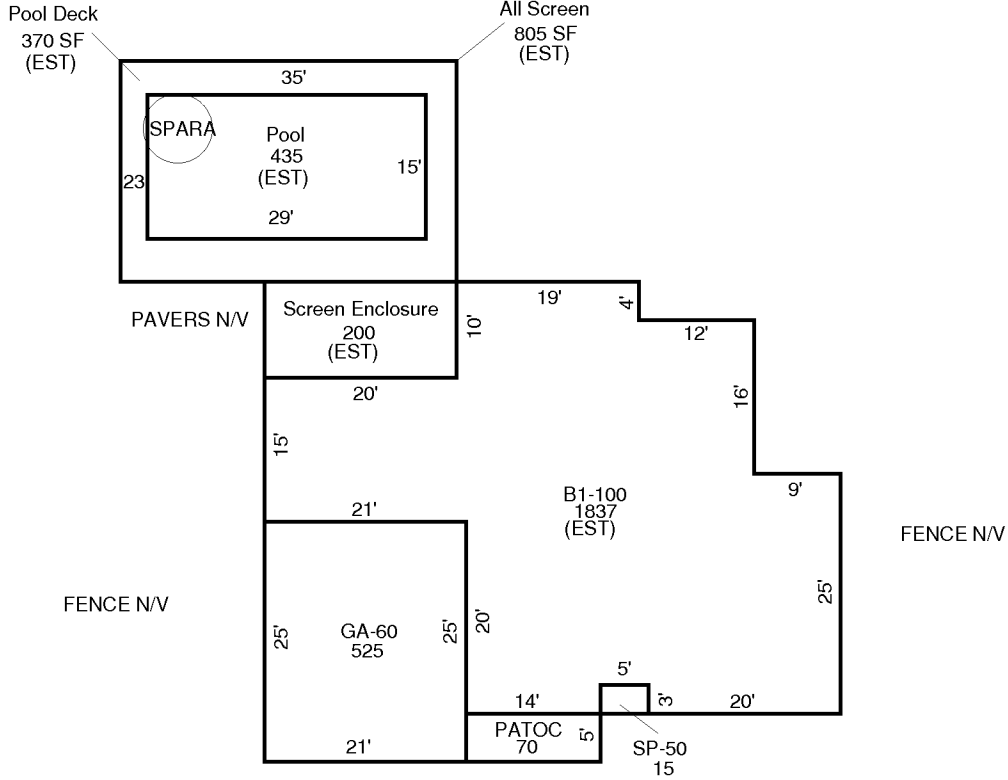 Pool Deck
370 SF
(EST)
All Screen
805 SF
(EST)
35'
SPARA
Pool
435
(EST)
15'
23
29'
19'
4'
12'
PAVERS N/V
Screen Enclosure
200
(EST)
10'
20'
16'
15'
9'
21'
B1-100
1837
(EST)
FENCE N/V
FENCE N/V
25'
GA-60
525
25'
20'
25'
5'
14'
3'
20'
PATOC
70
5'
21'
SP-50
15